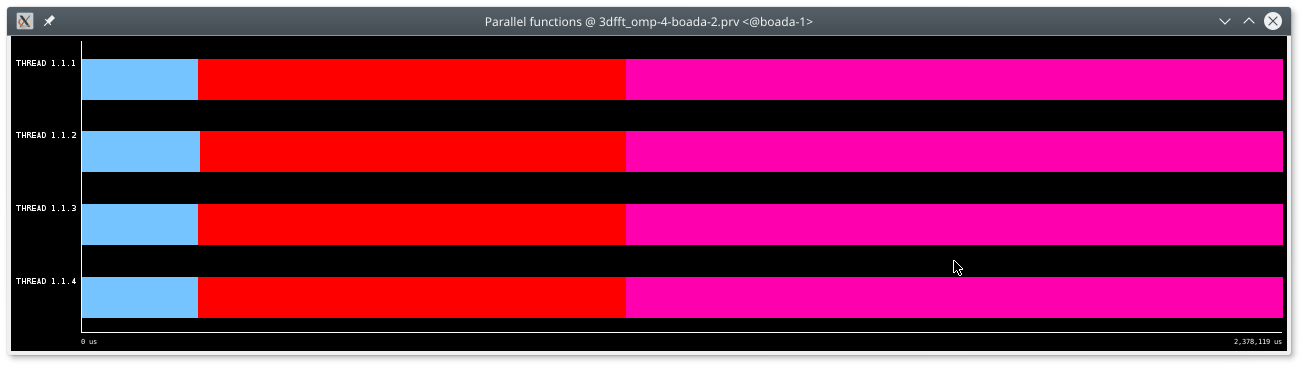 Parallel functions @ 3dfft_omp-4-boada-2.prv <@boada-1>
THREAD 1.1.1
THREAD 1.1.2
THREAD 1.1.3
THREAD 1.1.4
0 us
2,378,119 us